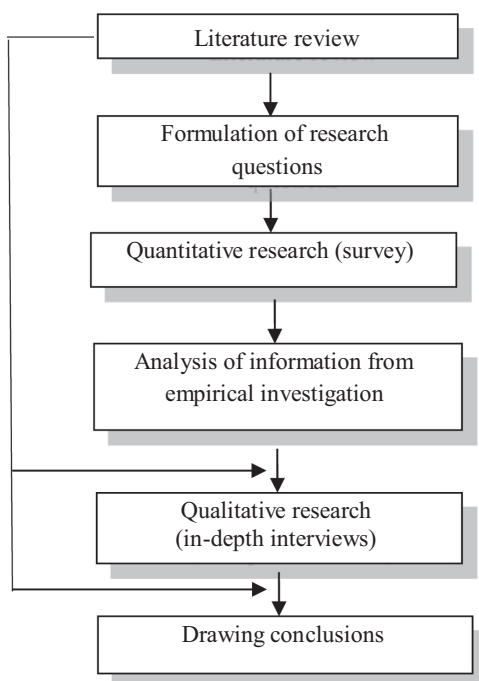 Literature review
Formulation of research
questions
Quantitative research (survey)
Analysis of information from
empirical investigation
Qualitative research
(in-depth interviews)
Drawing conclusions